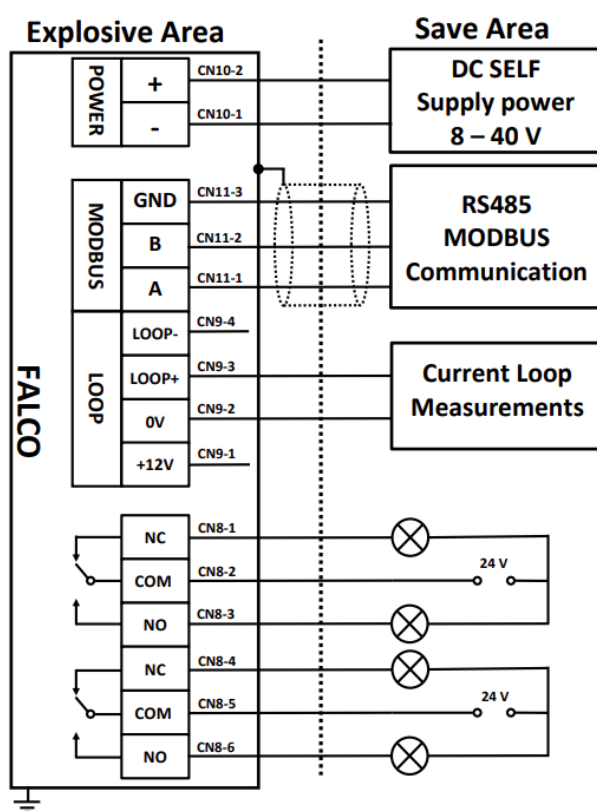 Explosive Area
Save Area
POWER
+
CN10-2
-
CN10-1
DC SELF
Supply power
8 – 40 V
MODBUS
GND
CN11-3
B
CN11-2
A
CN11-1
RS485
MODBUS
Communication
FALCO
LOOP
LOOP-
CN9-4
LOOP+
CN9-3
0V
CN9-2
+12V
CN9-1
Current Loop
Measurements
NC
CN8-1
COM
CN8-2
24 V
NO
CN8-3
NC
CN8-4
COM
CN8-5
24 V
NO
CN8-6